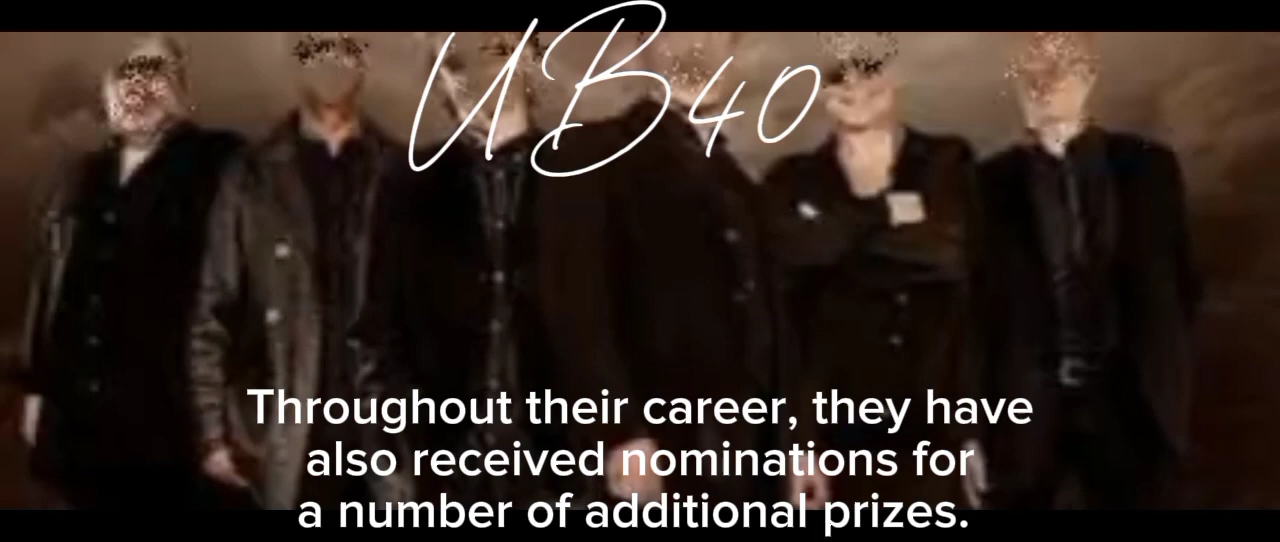 UB40
Throughout their career, they have
also received nominations for
a number of additional prizes.